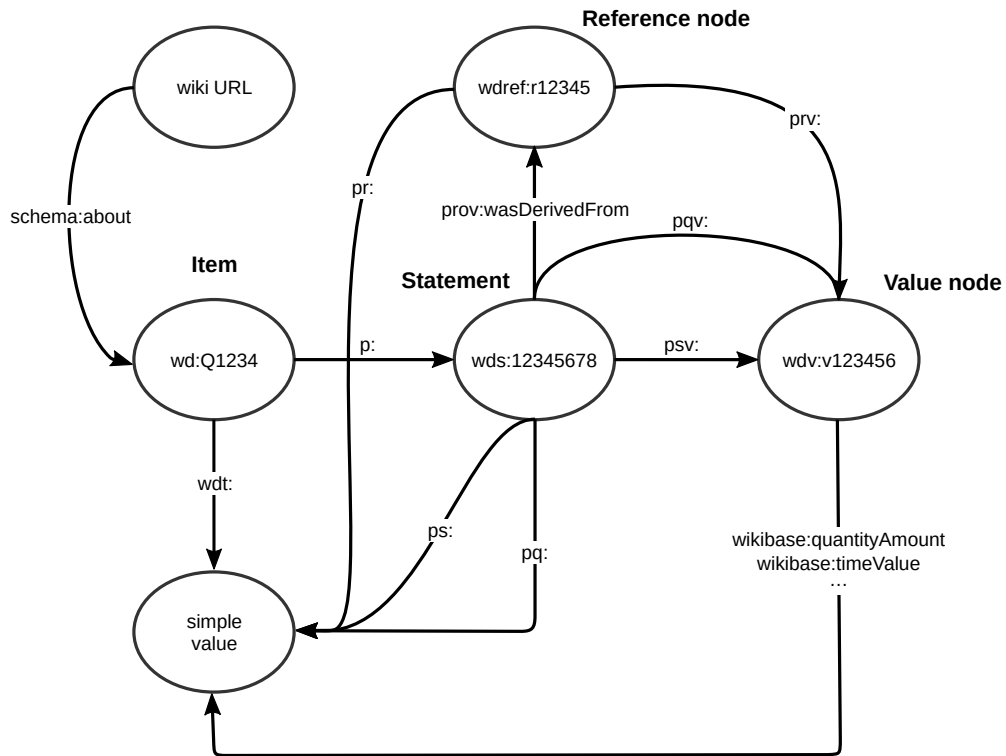 Reference node
wiki URL
wdref:r12345
prv:
pr:
schema:about
prov:wasDerivedFrom
pqv:
Item
Statement
Value node
wd:Q1234
p:
wds:12345678
psv:
wdv:v123456
wdt:
ps:
pq:
wikibase:quantityAmount
wikibase:timeValue
...
simple
value